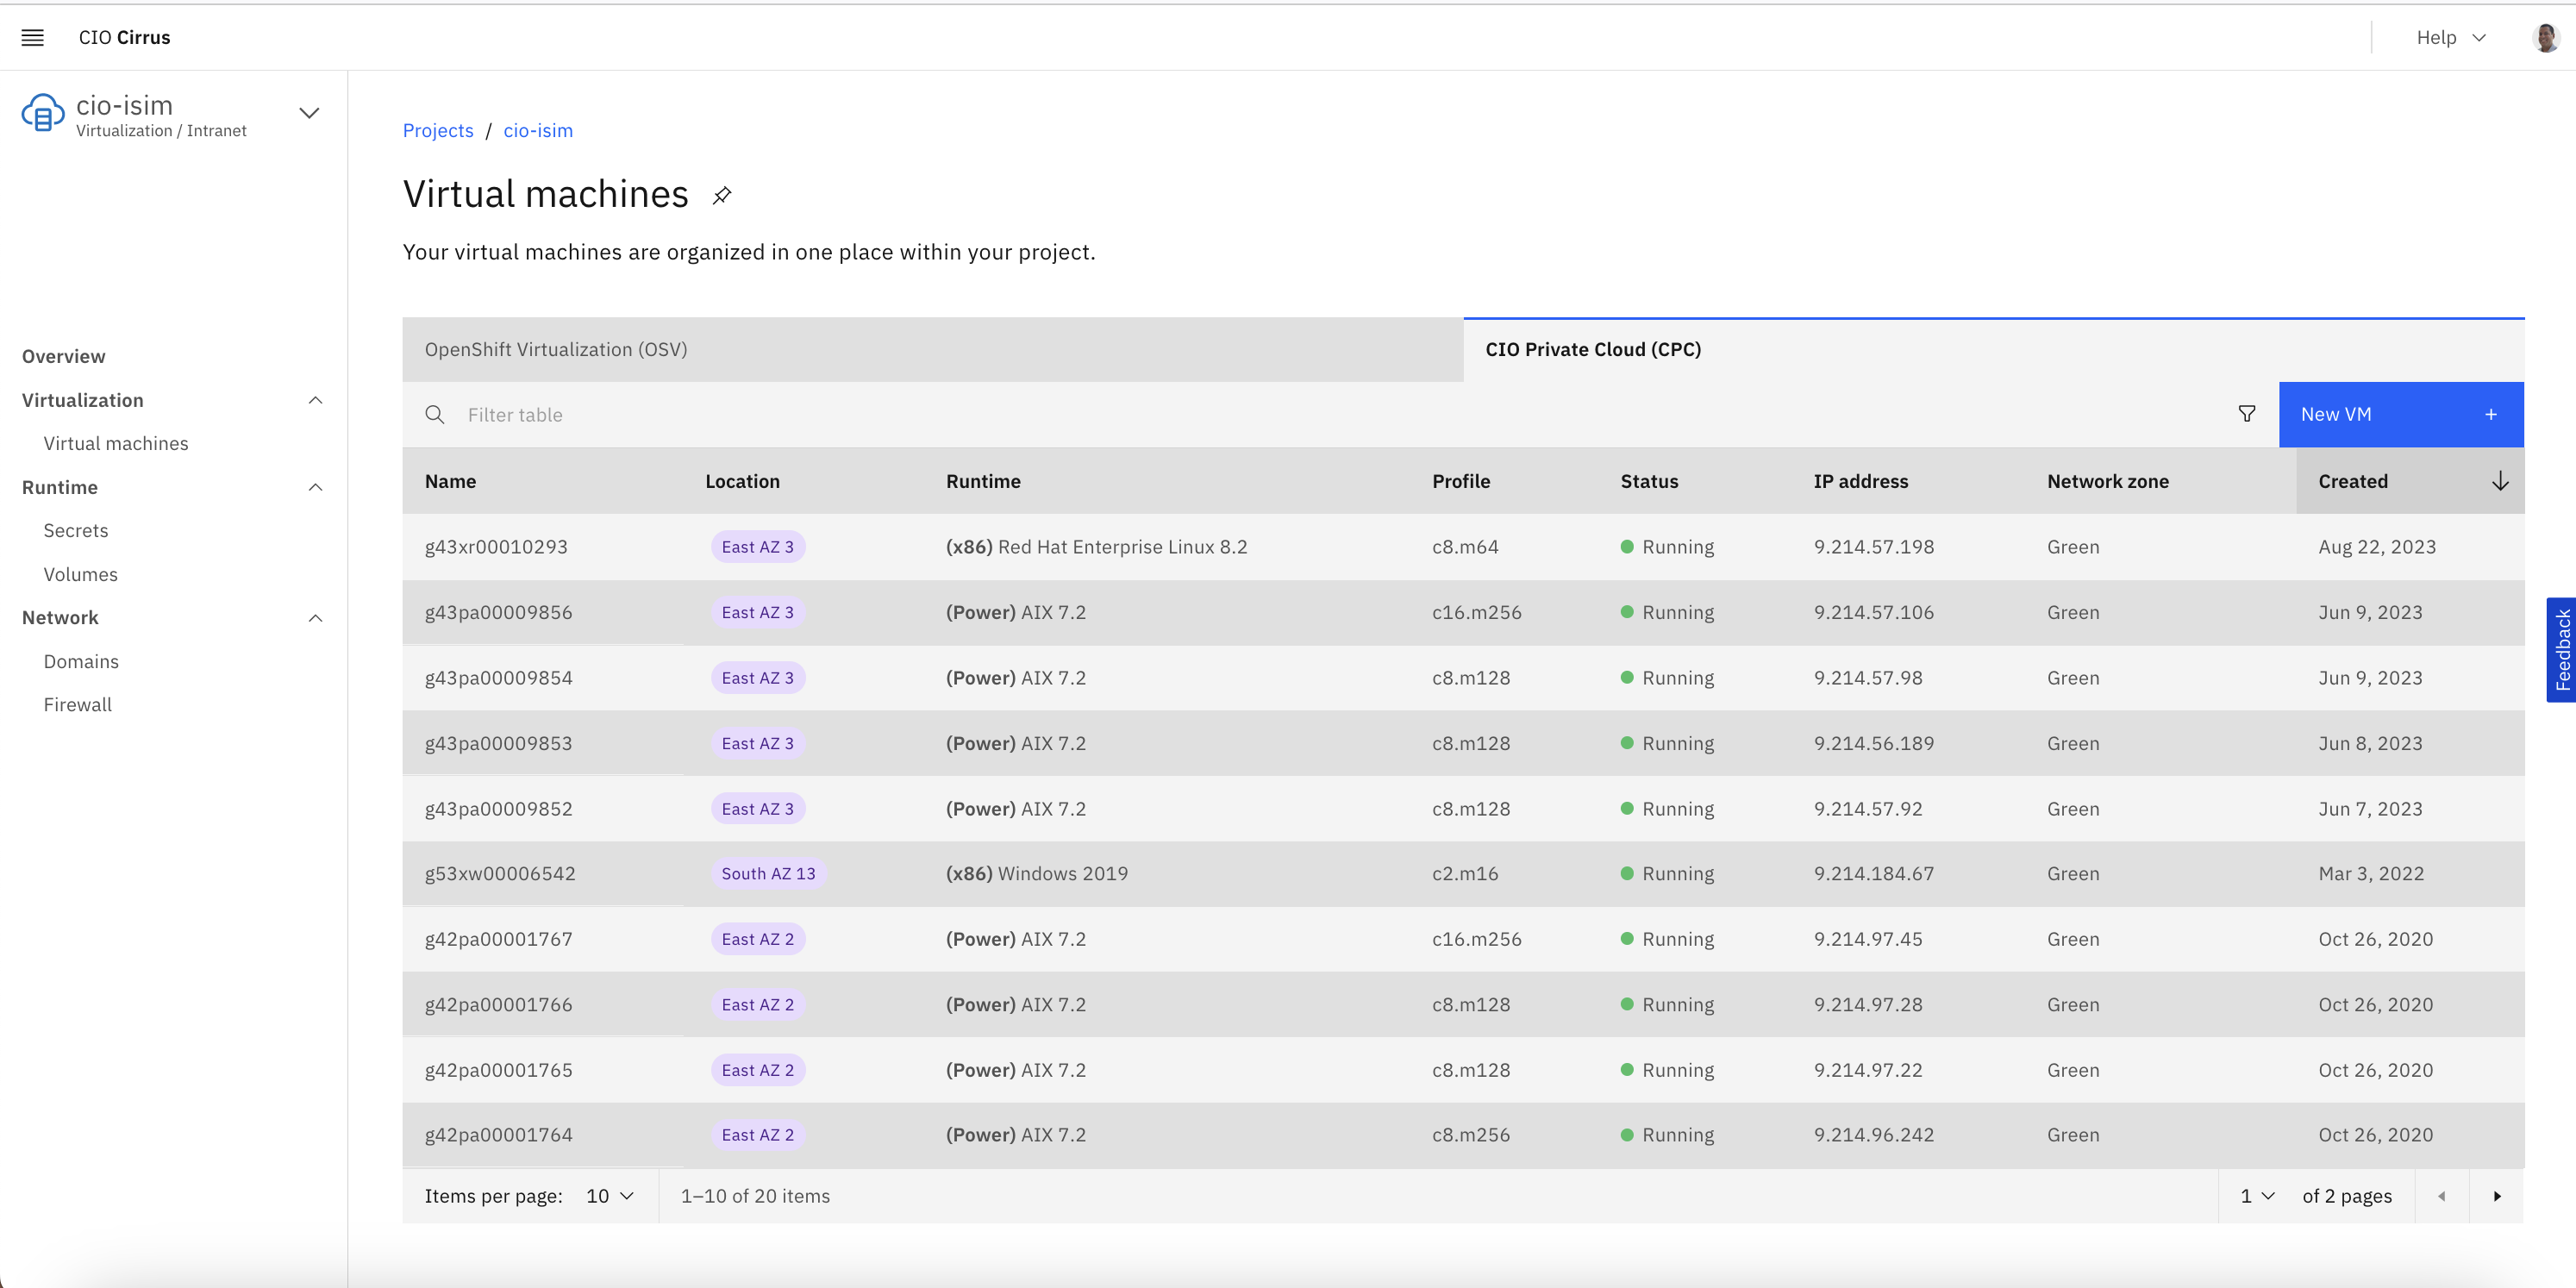 CIO Cirrus
Help
cio-isim
Virtualization / Intranet
Overview
Virtualization
Virtual machines
Runtime
Secrets
Volumes
Network
Domains
Firewall
Projects / cio-isim
Virtual machines
Your virtual machines are organized in one place within your project.
OpenShift Virtualization (OSV) CIO Private Cloud (CPC)
Filter table New VM +
Name Location Runtime Profile Status IP address Network zone Created
g43xr00010293 East AZ 3 (x86) Red Hat Enterprise Linux 8.2 c8.m64 Running 9.214.57.198 Green Aug 22, 2023
g43pa00009856 East AZ 3 (Power) AIX 7.2 c16.m256 Running 9.214.57.106 Green Jun 9, 2023
g43pa00009854 East AZ 3 (Power) AIX 7.2 c8.m128 Running 9.214.57.98 Green Jun 9, 2023
g43pa00009853 East AZ 3 (Power) AIX 7.2 c8.m128 Running 9.214.56.189 Green Jun 8, 2023
g43pa00009852 East AZ 3 (Power) AIX 7.2 c8.m128 Running 9.214.57.92 Green Jun 7, 2023
g53xw00006542 South AZ 13 (x86) Windows 2019 c2.m16 Running 9.214.184.67 Green Mar 3, 2022
g42pa00001767 East AZ 2 (Power) AIX 7.2 c16.m256 Running 9.214.97.45 Green Oct 26, 2020
g42pa00001766 East AZ 2 (Power) AIX 7.2 c8.m128 Running 9.214.97.28 Green Oct 26, 2020
g42pa00001765 East AZ 2 (Power) AIX 7.2 c8.m128 Running 9.214.97.22 Green Oct 26, 2020
g42pa00001764 East AZ 2 (Power) AIX 7.2 c8.m256 Running 9.214.96.242 Green Oct 26, 2020
Items per page: 10 1–10 of 20 items 1 of 2 pages
Feedback